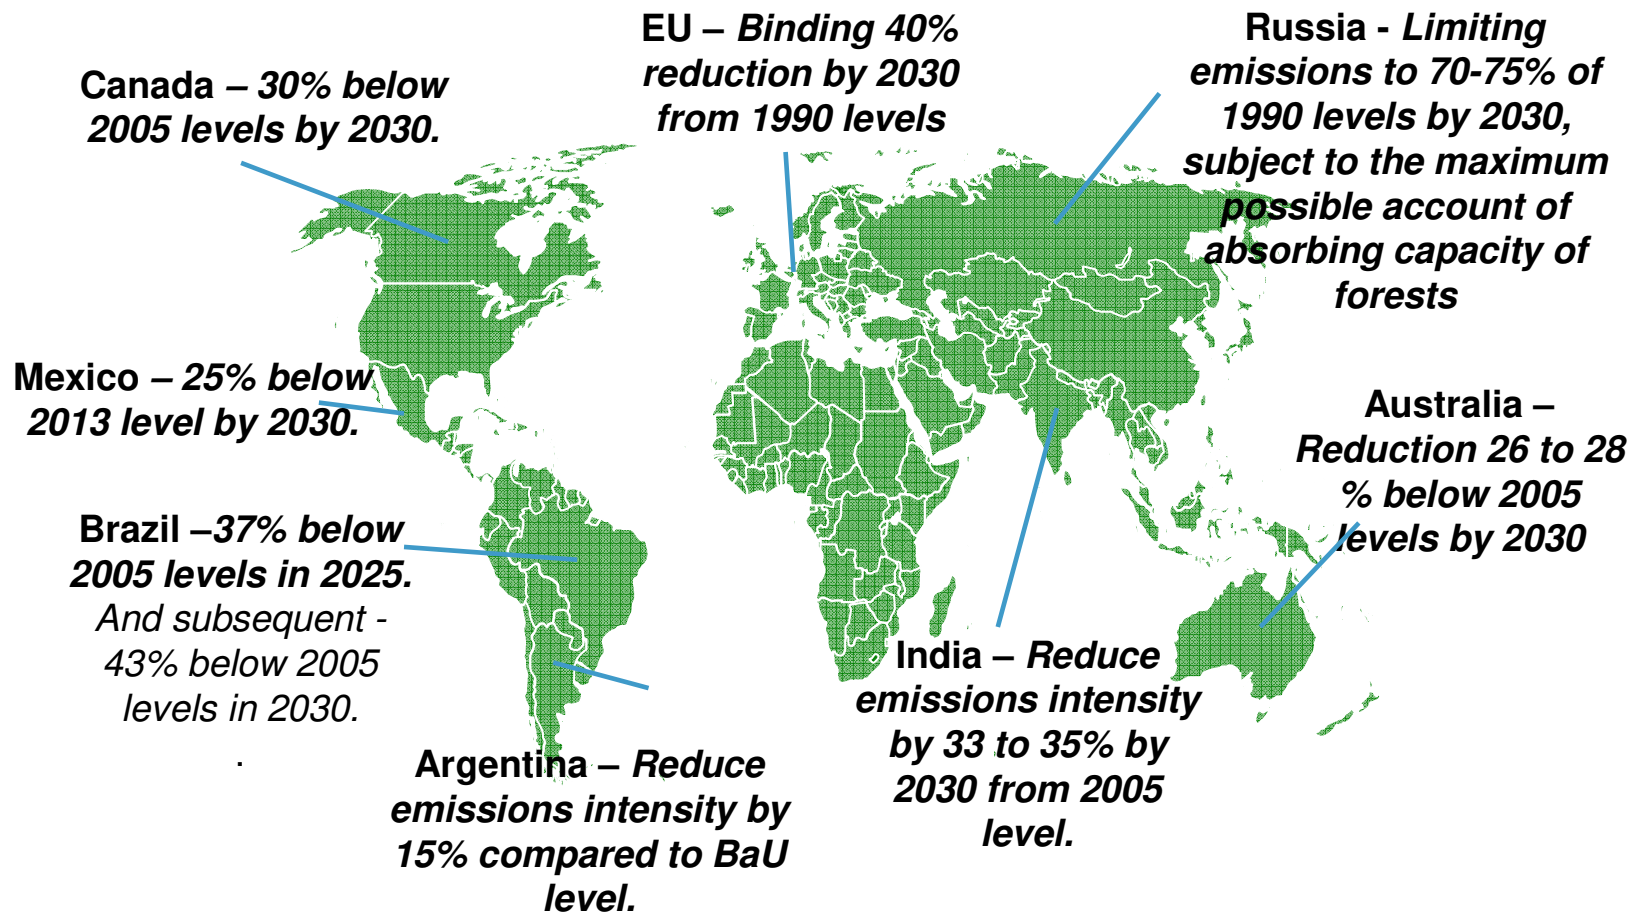 EU – Binding 40%
reduction by 2030
from 1990 levels
Russia - Limiting
emissions to 70-75% of
1990 levels by 2030,
subject to the maximum
possible account of
absorbing capacity of
forests
Canada – 30% below
2005 levels by 2030.
Mexico – 25% below
2013 level by 2030.
Australia –
Reduction 26 to 28
% below 2005
levels by 2030
Brazil –37% below
2005 levels in 2025.
And subsequent -
43% below 2005
levels in 2030.
.
India – Reduce
emissions intensity
by 33 to 35% by
2030 from 2005
level.
Argentina – Reduce
emissions intensity by
15% compared to BaU
level.